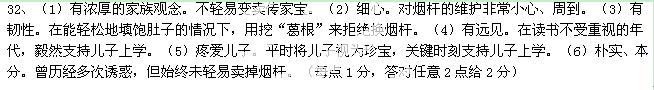 32、（1）有浓厚的家族观念。不轻易变卖传家宝。（2）细心。对烟杆的维护非常小心、周到。（3）有
韧性。在能轻松地填饱肚子的情况下，用挖“葛根”来拒绝换烟杆。（4）有远见。在读书不受重视的年
代，毅然支持儿子上学。（5）疼爱儿子。平时将儿子视为珍宝，关键时刻支持儿子上学。（6）朴实、本
分。曾历经多次诱惑，但始终未轻易卖掉烟杆。（每点 1 分，答对任意 2 点给 2 分）